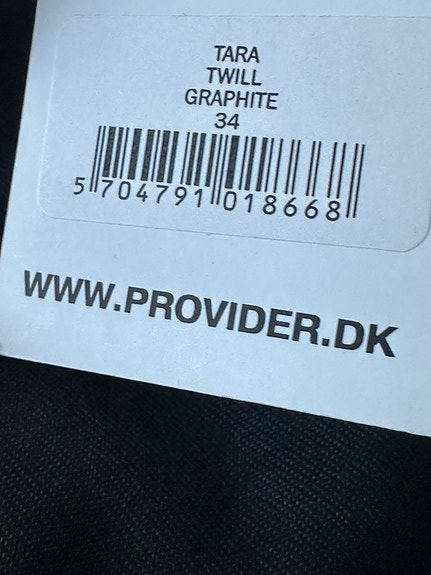 TARA
TWILL
GRAPHITE
34
5 704791 018668
WWW.PROVIDER.DK